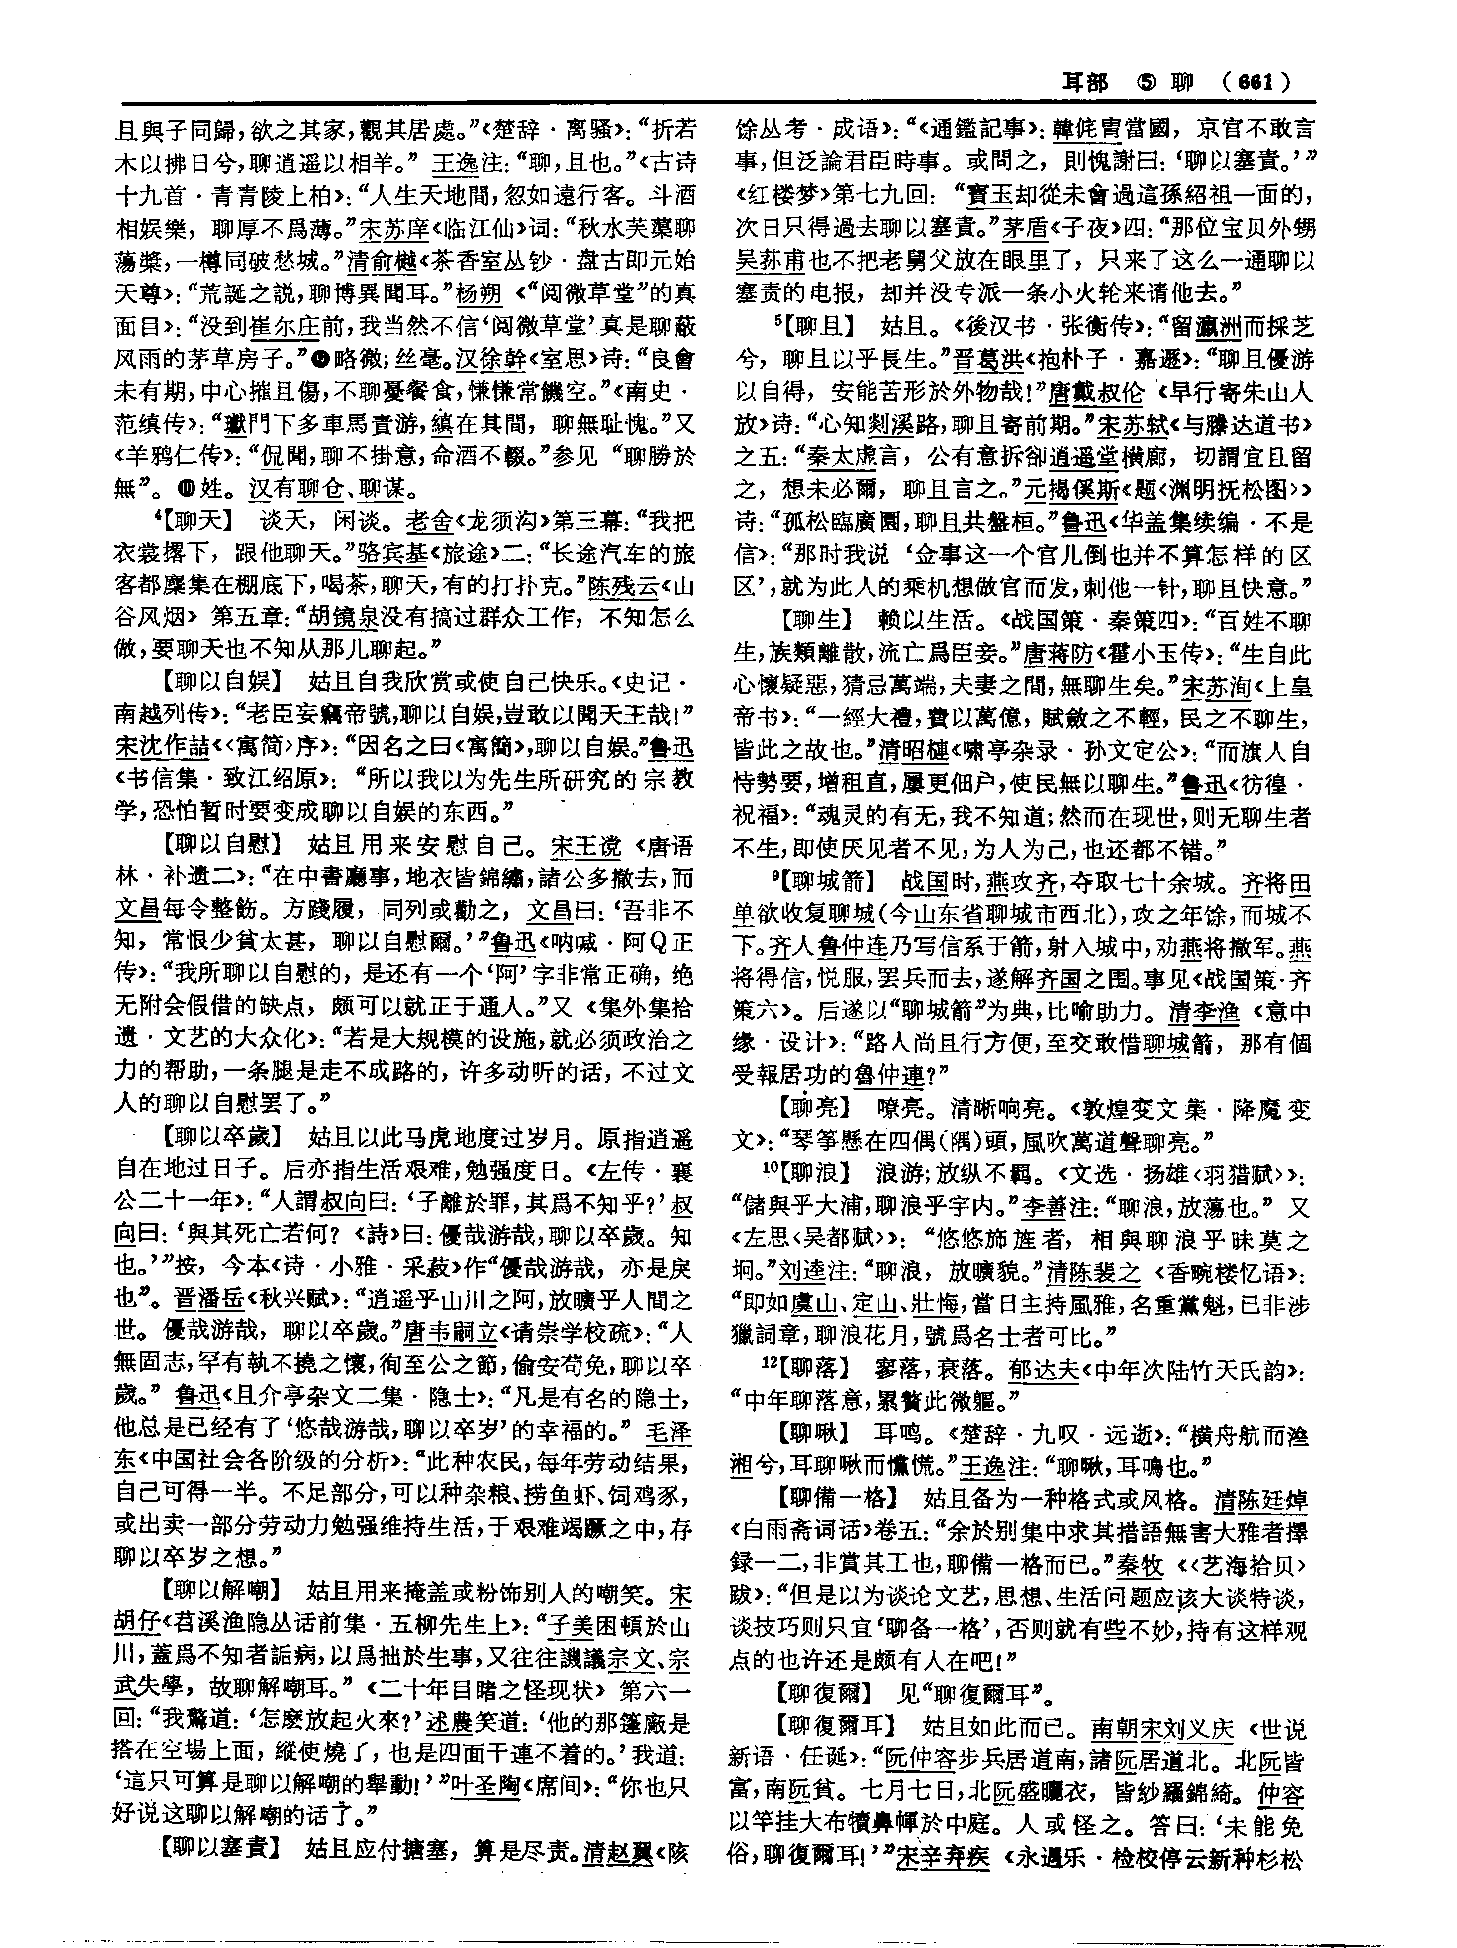 耳部 ⑤ 聊 （661）
且與子同歸，欲之其家，觀其居處。”《楚辞·离骚》：“折若
木以拂日兮，聊逍遥以相羊。” 王逸注：“聊，且也。”《古诗
十九首·青青陵上柏》：“人生天地間，忽如遠行客。斗酒
相娱樂，聊厚不爲薄。”宋苏庠《临江仙》词：“秋水芙蕖聊
蕩槳，一樽同破愁城。”清俞樾《茶香室丛钞·盘古即元始
天尊》：“荒誕之説，聊博異聞耳。”杨朔《“阅微草堂”的真
面目》：“没到崔尔庄前，我当然不信‘阅微草堂’真是聊蔽
风雨的茅草房子。”❾略微；丝毫。汉徐幹《室思》诗：“良會
未有期，中心摧且傷，不聊憂餐食，慊慊常饑空。”《南史·
范缜传》：“瓛門下多車馬貴游，縝在其間，聊無耻愧。”又
《羊鸦仁传》：“侃聞，聊不掛意，命酒不輟。”参见“聊勝於
無”。❿姓。汉有聊仓、聊谋。
⁴【聊天】 谈天，闲谈。老舍《龙须沟》第三幕：“我把
衣裳撂下，跟他聊天。”骆宾基《旅途》二：“长途汽车的旅
客都麇集在棚底下，喝茶，聊天，有的打扑克。”陈残云《山
谷风烟》第五章：“胡镜泉没有搞过群众工作，不知怎么
做，要聊天也不知从那儿聊起。”
【聊以自娱】 姑且自我欣赏或使自己快乐。《史记·
南越列传》：“老臣妄竊帝號，聊以自娱，豈敢以聞天王哉！”
宋沈作喆《〈寓简〉序》：“因名之曰《寓簡》，聊以自娱。”鲁迅
《书信集·致江绍原》：“所以我以为先生所研究的宗教
学，恐怕暂时要变成聊以自娱的东西。”
【聊以自慰】 姑且用来安慰自己。宋王谠《唐语
林·补遗二》：“在中書廳事，地衣皆錦繡，諸公多撤去，而
文昌每令整飭。方踐履，同列或勸之，文昌曰：‘吾非不
知，常恨少貧太甚，聊以自慰爾。’”鲁迅《呐喊·阿Q正
传》：“我所聊以自慰的，是还有一个‘阿’字非常正确，绝
无附会假借的缺点，颇可以就正于通人。”又《集外集拾
遗·文艺的大众化》：“若是大规模的设施，就必须政治之
力的帮助，一条腿是走不成路的，许多动听的话，不过文
人的聊以自慰罢了。”
【聊以卒歲】 姑且以此马虎地度过岁月。原指逍遥
自在地过日子。后亦指生活艰难，勉强度日。《左传·襄
公二十一年》：“人謂叔向曰：‘子離於罪，其爲不知乎？’叔
向曰：‘與其死亡若何？《詩》曰：優哉游哉，聊以卒歲。知
也。’”按，今本《诗·小雅·采菽》作“優哉游哉，亦是戾
也”。晋潘岳《秋兴赋》：“逍遥乎山川之阿，放曠乎人間之
世。優哉游哉，聊以卒歲。”唐韦嗣立《请崇学校疏》：“人
無固志，罕有執不撓之懷，徇至公之節，偷安苟免，聊以卒
歲。” 鲁迅《且介亭杂文二集·隐士》：“凡是有名的隐士，
他总是已经有了‘悠哉游哉，聊以卒岁’的幸福的。” 毛泽
东《中国社会各阶级的分析》：“此种农民，每年劳动结果，
自己可得一半。不足部分，可以种杂粮、捞鱼虾、饲鸡豕，
或出卖一部分劳动力勉强维持生活，于艰难竭蹶之中，存
聊以卒岁之想。”
【聊以解嘲】 姑且用来掩盖或粉饰别人的嘲笑。宋
胡仔《苕溪渔隐丛话前集·五柳先生上》：“子美困頓於山
川，蓋爲不知者詬病，以爲拙於生事，又往往譏議宗文、宗
武失學，故聊解嘲耳。”《二十年目睹之怪现状》第六一
回：“我驚道：‘怎麽放起火來？’述農笑道：‘他的那篷廠是
搭在空場上面，縱使燒了，也是四面干連不着的。’我道：
‘這只可算是聊以解嘲的舉動！’”叶圣陶《席间》：“你也只
好说这聊以解嘲的话了。”
【聊以塞責】 姑且应付搪塞，算是尽责。清赵翼《陔
馀丛考·成语》：“《通鑑記事》：韓侂胄當國，京官不敢言
事，但泛論君臣時事。或問之，則愧謝曰：‘聊以塞責。’”
《红楼梦》第七九回：“寶玉却從未會過這孫紹祖一面的，
次日只得過去聊以塞責。”茅盾《子夜》四：“那位宝贝外甥
吴荪甫也不把老舅父放在眼里了，只来了这么一通聊以
塞责的电报，却并没专派一条小火轮来请他去。”
⁵【聊且】 姑且。《後汉书·张衡传》：“留瀛洲而採芝
兮，聊且以乎長生。”晋葛洪《抱朴子·嘉遯》：“聊且優游
以自得，安能苦形於外物哉！”唐戴叔伦《早行寄朱山人
放》诗：“心知剡溪路，聊且寄前期。”宋苏轼《与滕达道书》
之五：“秦太虚言，公有意拆卻逍遥堂横廊，切謂宜且留
之，想未必爾，聊且言之。”元揭傒斯《题〈渊明抚松图〉》
诗：“孤松臨廣圃，聊且共盤桓。”鲁迅《华盖集续编·不是
信》：“那时我说‘佥事这一个官儿倒也并不算怎样的区
区’，就为此人的乘机想做官而发，刺他一针，聊且快意。”
【聊生】 赖以生活。《战国策·秦策四》：“百姓不聊
生，族類離散，流亡爲臣妾。”唐蒋防《霍小玉传》：“生自此
心懷疑惡，猜忌萬端，夫妻之間，無聊生矣。”宋苏洵《上皇
帝书》：“一經大禮，費以萬億，賦斂之不輕，民之不聊生，
皆此之故也。”清昭梿《啸亭杂录·孙文定公》：“而旗人自
恃勢要，增租直，屢更佃户，使民無以聊生。”鲁迅《彷徨·
祝福》：“魂灵的有无，我不知道；然而在现世，则无聊生者
不生，即使厌见者不见，为人为己，也还都不错。”
⁹【聊城箭】 战国时，燕攻齐，夺取七十余城。齐将田
单欲收复聊城（今山东省聊城市西北），攻之年馀，而城不
下。齐人鲁仲连乃写信系于箭，射入城中，劝燕将撤军。燕
将得信，悦服，罢兵而去，遂解齐国之围。事见《战国策·齐
策六》。后遂以“聊城箭”为典，比喻助力。清李渔《意中
缘·设计》：“路人尚且行方便，至交敢惜聊城箭，那有個
受報居功的魯仲連？”
【聊亮】 嘹亮。清晰响亮。《敦煌变文集·降魔变
文》：“琴筝懸在四偶（隅）頭，風吹萬道聲聊亮。”
¹⁰【聊浪】 浪游；放纵不羁。《文选·扬雄〈羽猎赋〉》：
“儲與乎大浦，聊浪乎宇内。”李善注：“聊浪，放蕩也。” 又
《左思〈吴都赋〉》：“悠悠旆旌者，相與聊浪乎昧莫之
坰。”刘逵注：“聊浪，放曠貌。”清陈裴之《香畹楼忆语》：
“即如虞山、定山、壯悔，當日主持風雅，名重黨魁，已非涉
獵詞章，聊浪花月，號爲名士者可比。”
¹²【聊落】 寥落，衰落。郁达夫《中年次陆竹天氏韵》：
“中年聊落意，累贅此微軀。”
【聊啾】 耳鸣。《楚辞·九叹·远逝》：“横舟航而濟
湘兮，耳聊啾而戃慌。”王逸注：“聊啾，耳鳴也。”
【聊備一格】 姑且备为一种格式或风格。清陈廷焯
《白雨斋词话》卷五：“余於别集中求其措語無害大雅者擇
録一二，非賞其工也，聊備一格而已。”秦牧《〈艺海拾贝〉
跋》：“但是以为谈论文艺，思想、生活问题应该大谈特谈，
谈技巧则只宜‘聊备一格’，否则就有些不妙，持有这样观
点的也许还是颇有人在吧！”
【聊復爾】 见“聊復爾耳”。
【聊復爾耳】 姑且如此而已。南朝宋刘义庆《世说
新语·任诞》：“阮仲容步兵居道南，諸阮居道北。北阮皆
富，南阮貧。七月七日，北阮盛曬衣，皆紗羅錦綺。仲容
以竿挂大布犢鼻幝於中庭。人或怪之。答曰：‘未能免
俗，聊復爾耳！’”宋辛弃疾《永遇乐·检校停云新种杉松